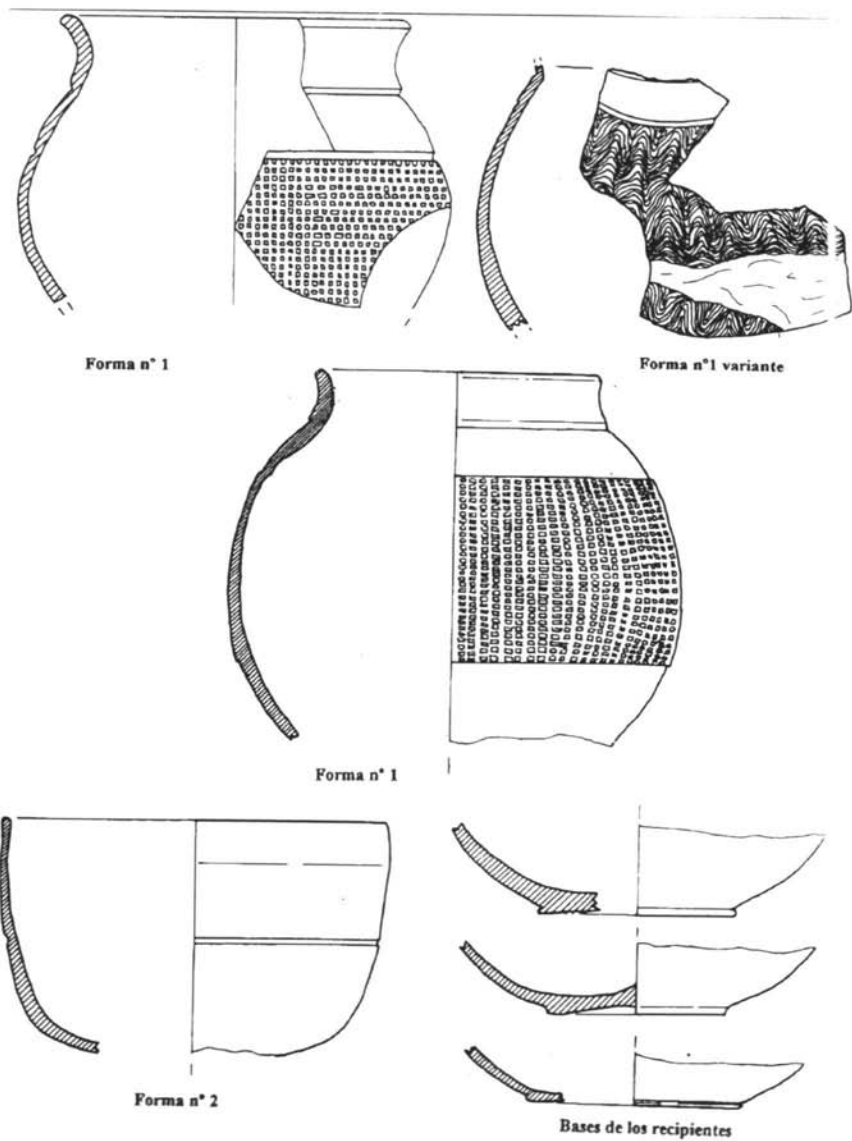 Forma n° 1
Forma n°1 variante
Forma n° 1
Forma n° 2
Bases de los recipientes